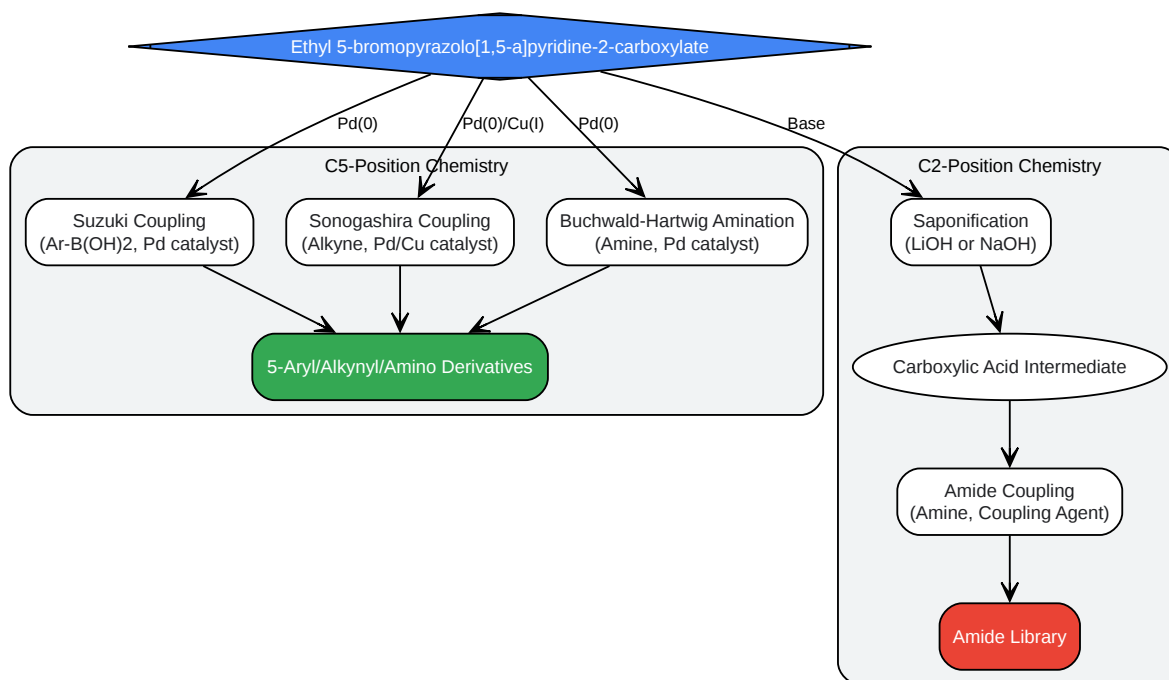 Ethyl 5-bromopyrazolo[1,5-a]pyridine-2-carboxylate
Pd(0)
Pd(0)/Cu(I)
Pd(0)
Base
C5-Position Chemistry
C2-Position Chemistry
Suzuki Coupling
(Ar-B(OH)2, Pd catalyst)
Sonogashira Coupling
(Alkyne, Pd/Cu catalyst)
Buchwald-Hartwig Amination
(Amine, Pd catalyst)
Saponification
(LiOH or NaOH)
5-Aryl/Alkynyl/Amino Derivatives
Carboxylic Acid Intermediate
Amide Coupling
(Amine, Coupling Agent)
Amide Library